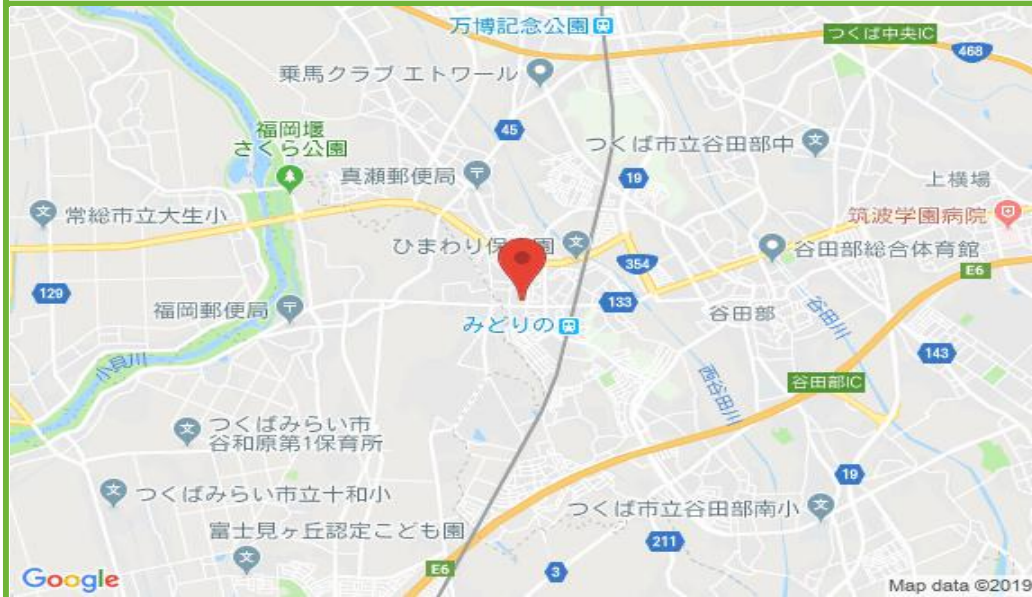 万博記念公園
つくば中央IC
468
乗馬クラブ エトワール
福岡堰
さくら公園
45
つくば市立谷田部中
真瀬郵便局
19
上横場
常総市立大生小
筑波学園病院
ひまわり保
園
354
谷田部総合体育館
E6
129
福岡郵便局
133
谷田部
谷田川
みどりの
小貝川
143
西谷田川
谷田部IC
つくばみらい市
谷和原第1保育所
19
つくばみらい市立十和小
つくば市立谷田部南小
富士見ヶ丘認定こども園
211
E6
3
Google
Map data ©2019